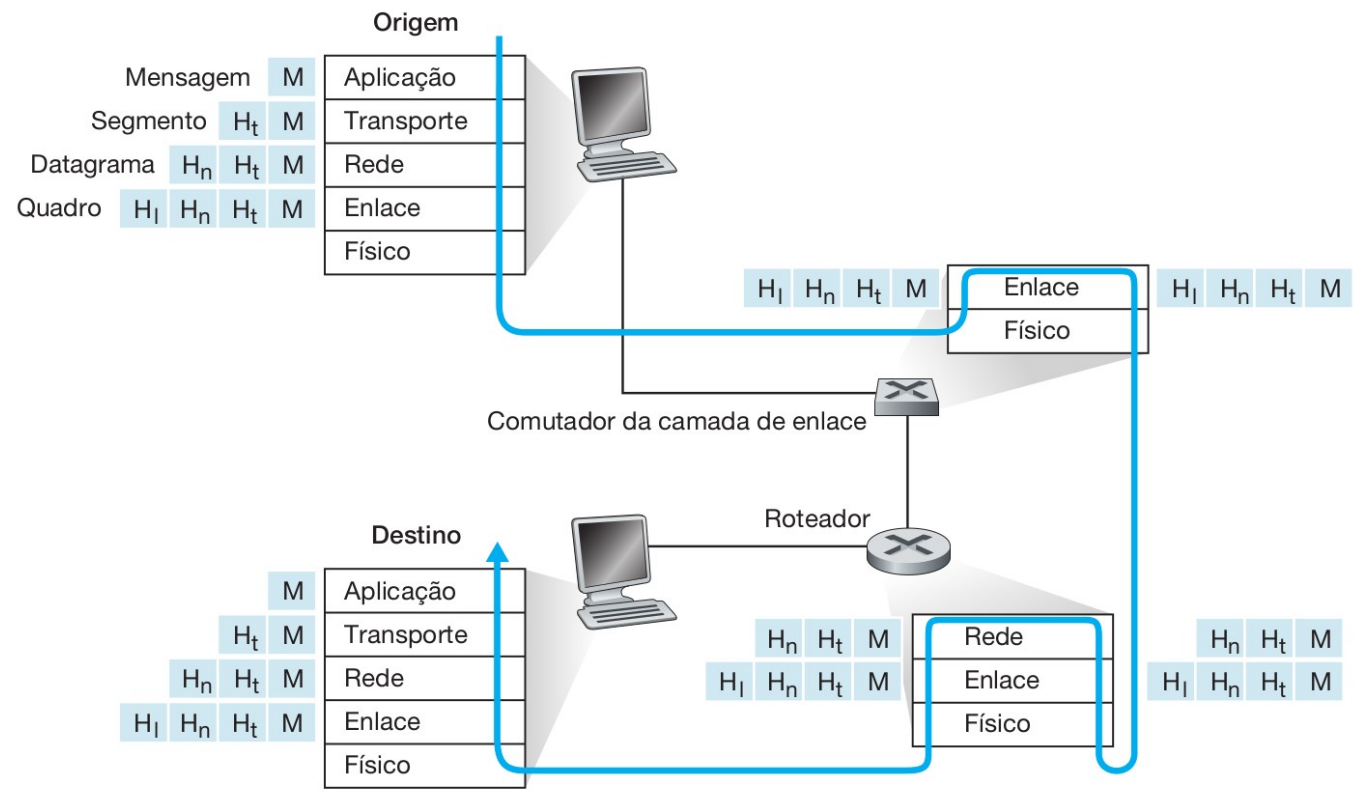 Origem
Mensagem M Aplicação
Segmento Ht M Transporte
Datagrama Hn Ht M Rede
Quadro Hl Hn Ht M Enlace
Físico
Hl Hn Ht M Enlace Hl Hn Ht M
Físico
Comutador da camada de enlace
Roteador
Destino
M Aplicação
Ht M Transporte
Hn Ht M Rede
Hl Hn Ht M Enlace
Físico
Hn Ht M Rede Hn Ht M
Hl Hn Ht M Enlace Hl Hn Ht M
Físico